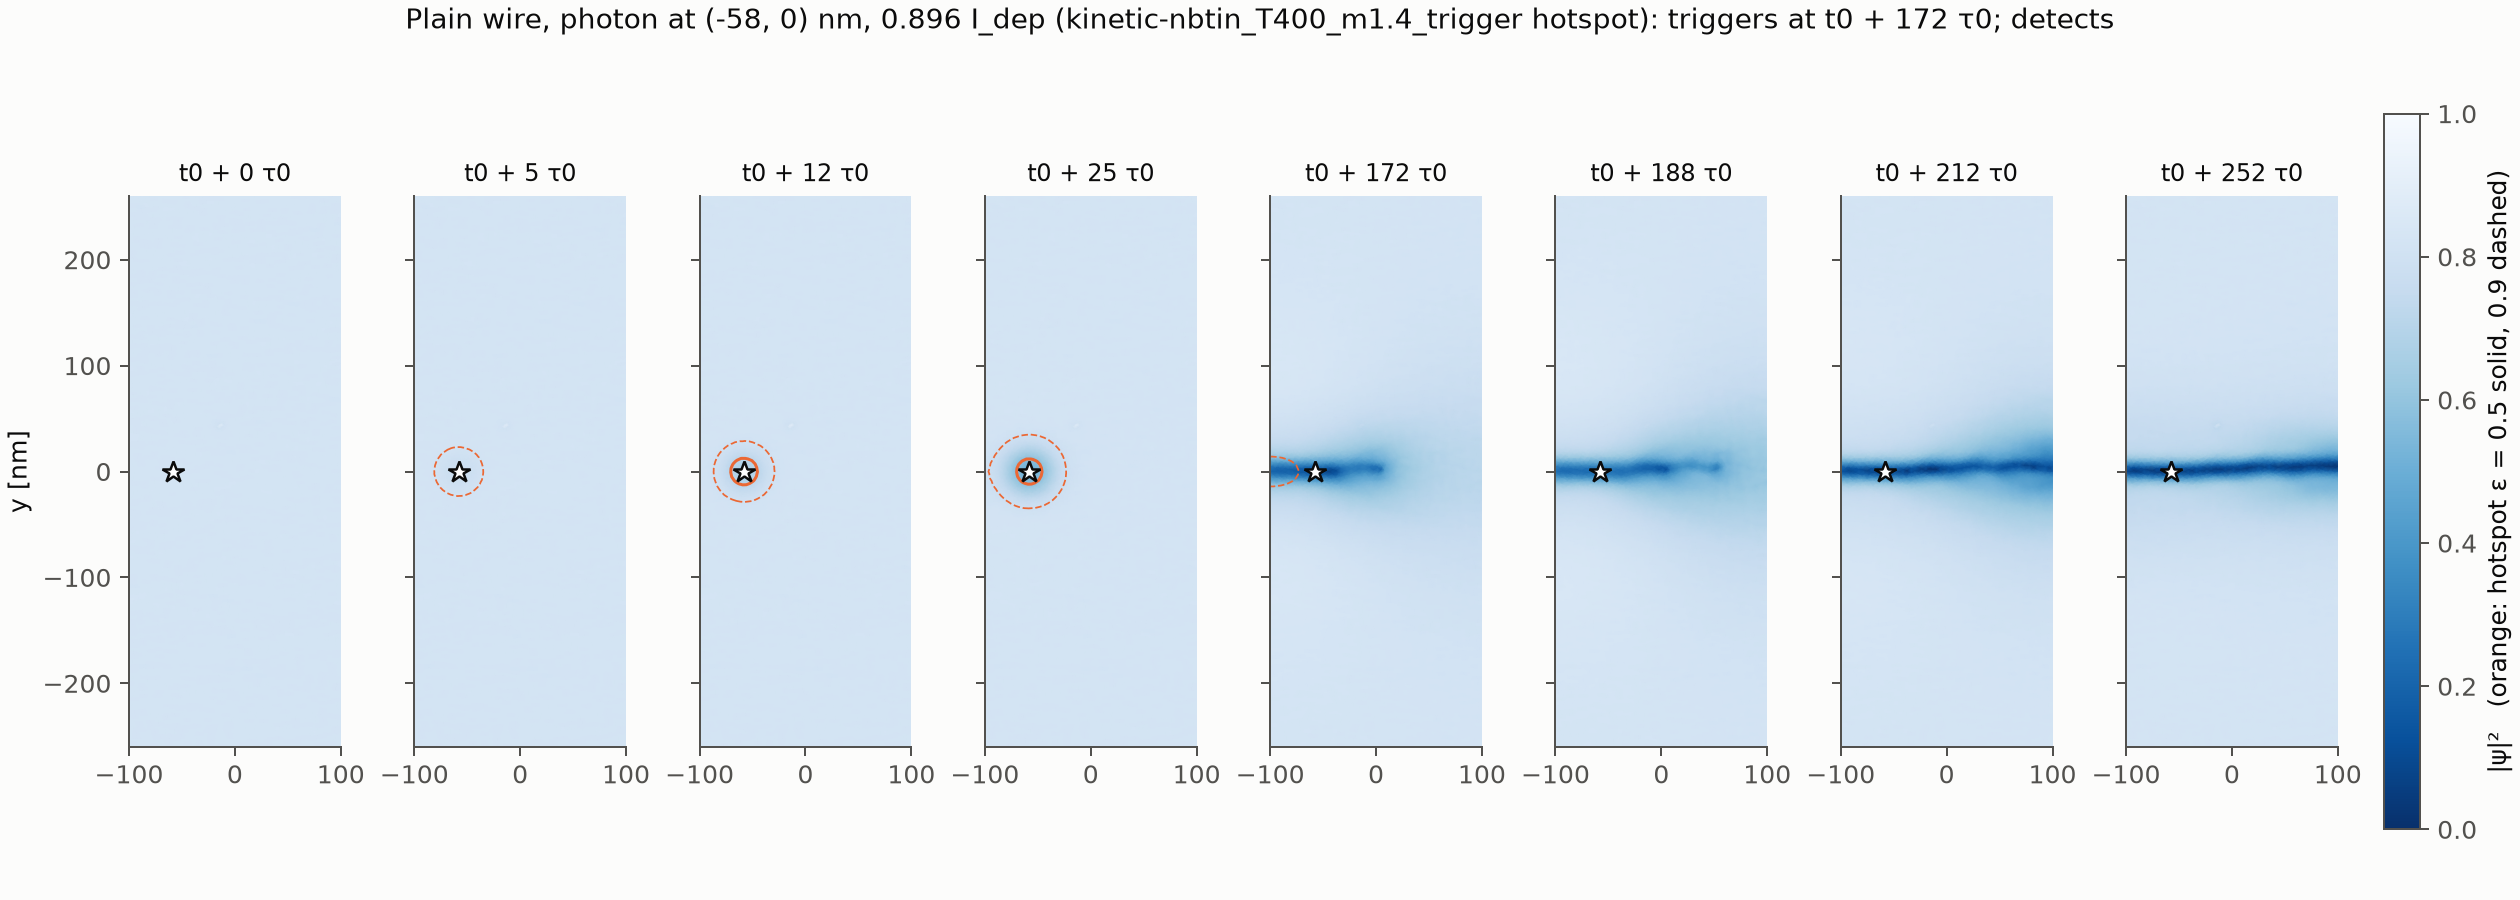 Plain wire, photon at (-58, 0) nm, 0.896 I_dep (kinetic-nbtin_T400_m1.4_trigger hotspot): triggers at t0 + 172 τ0; detects
t0 + 0 τ0
t0 + 5 τ0
t0 + 12 τ0
t0 + 25 τ0
t0 + 172 τ0
t0 + 188 τ0
t0 + 212 τ0
t0 + 252 τ0
y [nm]
200
100
0
−100
−200
−100 0 100
−100 0 100
−100 0 100
−100 0 100
−100 0 100
−100 0 100
−100 0 100
−100 0 100
1.0
0.8
0.6
0.4
0.2
0.0
|ψ|² (orange: hotspot ε = 0.5 solid, 0.9 dashed)